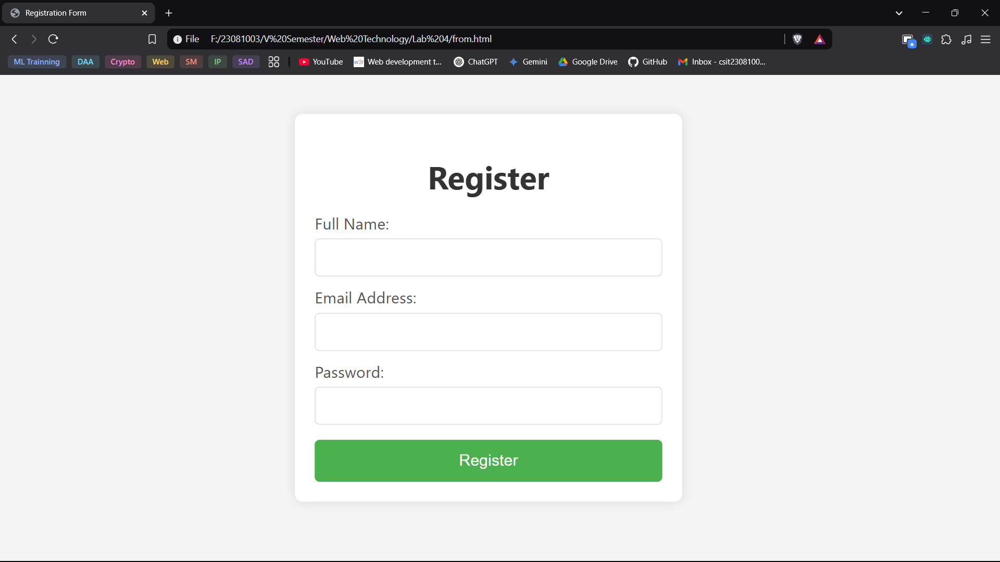 Registration Form
File F:/23081003/V%20Semester/Web%20Technology/Lab%204/from.html
ML Trainning DAA Crypto Web SM IP SAD YouTube w3r Web development t... ChatGPT Gemini Google Drive GitHub Inbox - csit2308100...
Register
Full Name:
Email Address:
Password:
Register